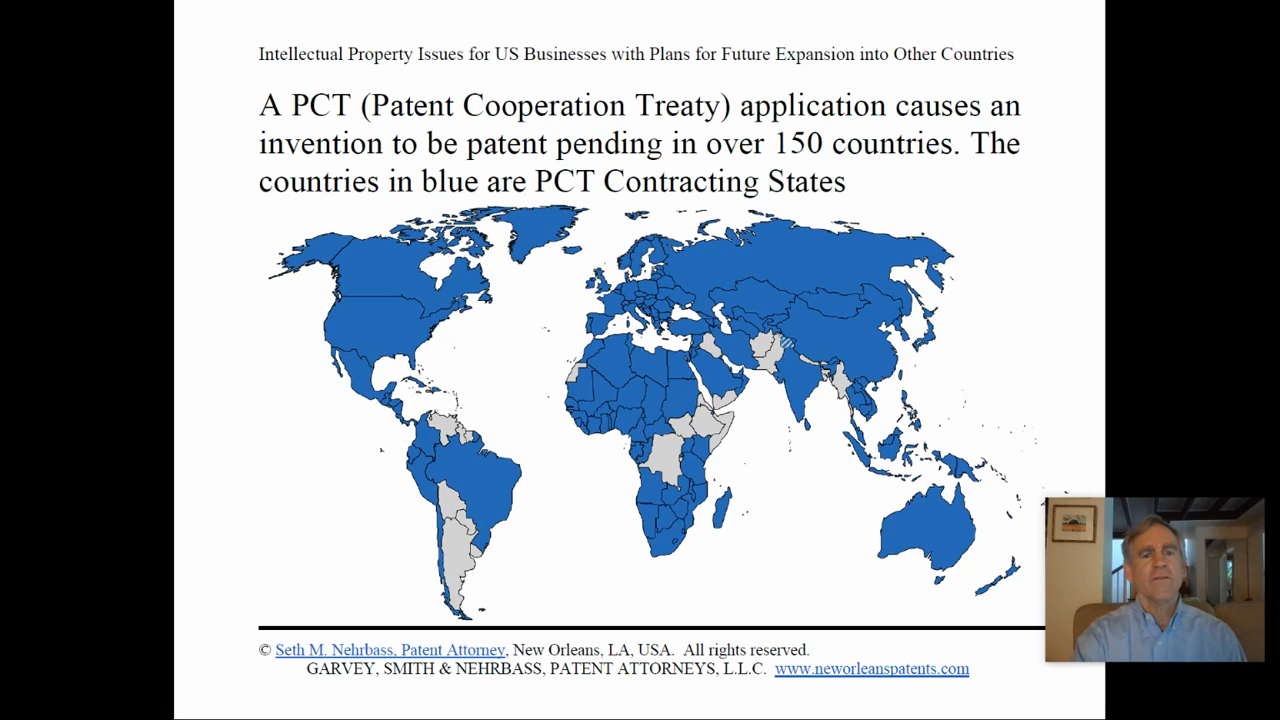 Intellectual Property Issues for US Businesses with Plans for Future Expansion into Other Countries
A PCT (Patent Cooperation Treaty) application causes an
invention to be patent pending in over 150 countries. The
countries in blue are PCT Contracting States
© Seth M. Nehrbass, Patent Attorney, New Orleans, LA, USA. All rights reserved.
GARVEY, SMITH & NEHRBASS, PATENT ATTORNEYS, L.L.C. www.neworleanspatents.com